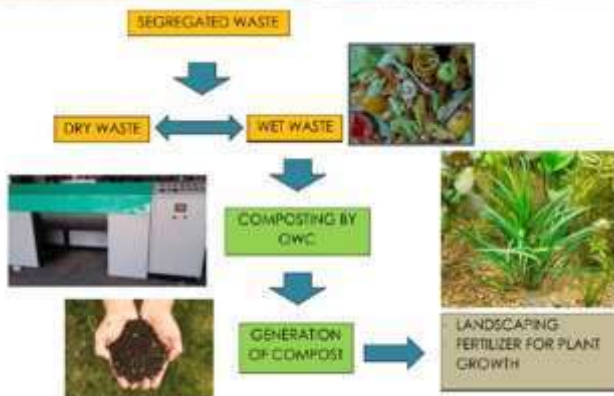 SEGREGATED WASTE
DRY WASTE
WET WASTE
COMPOSTING BY
OWC
GENERATION
OF COMPOST
LANDSCAPING
FERTILIZER FOR PLANT
GROWTH